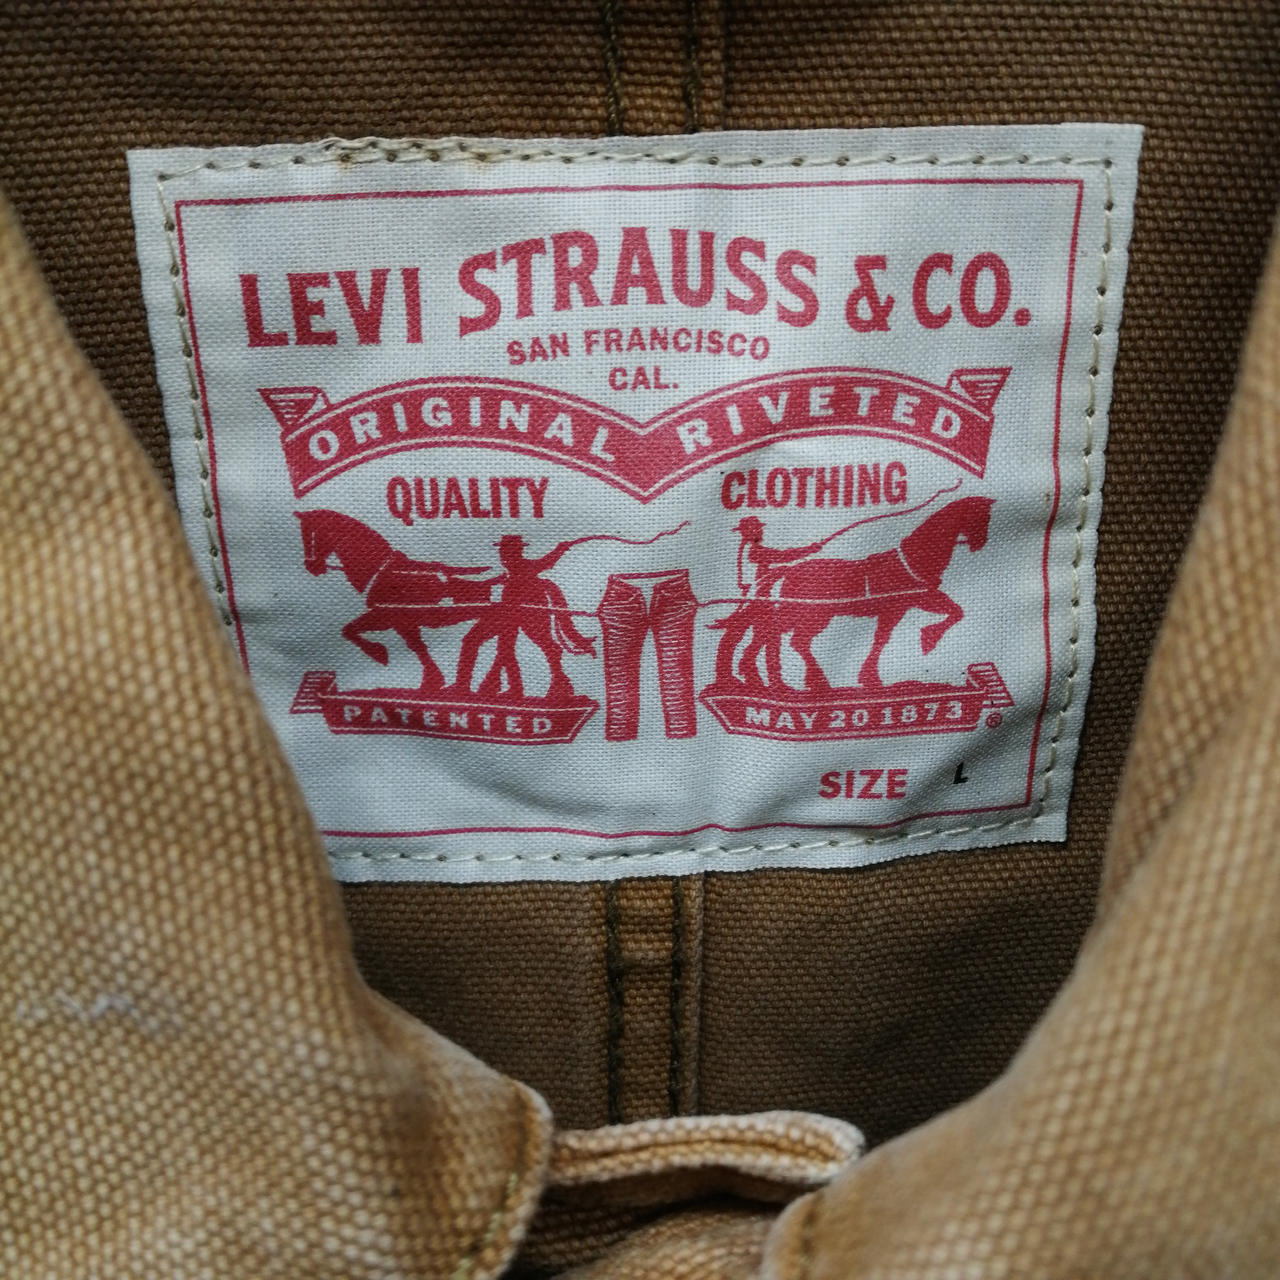 LEVI STRAUSS & CO.
SAN FRANCISCO
CAL.
ORIGINAL RIVETED
QUALITY CLOTHING
PATENTED MAY 20 1873 ®
SIZE L